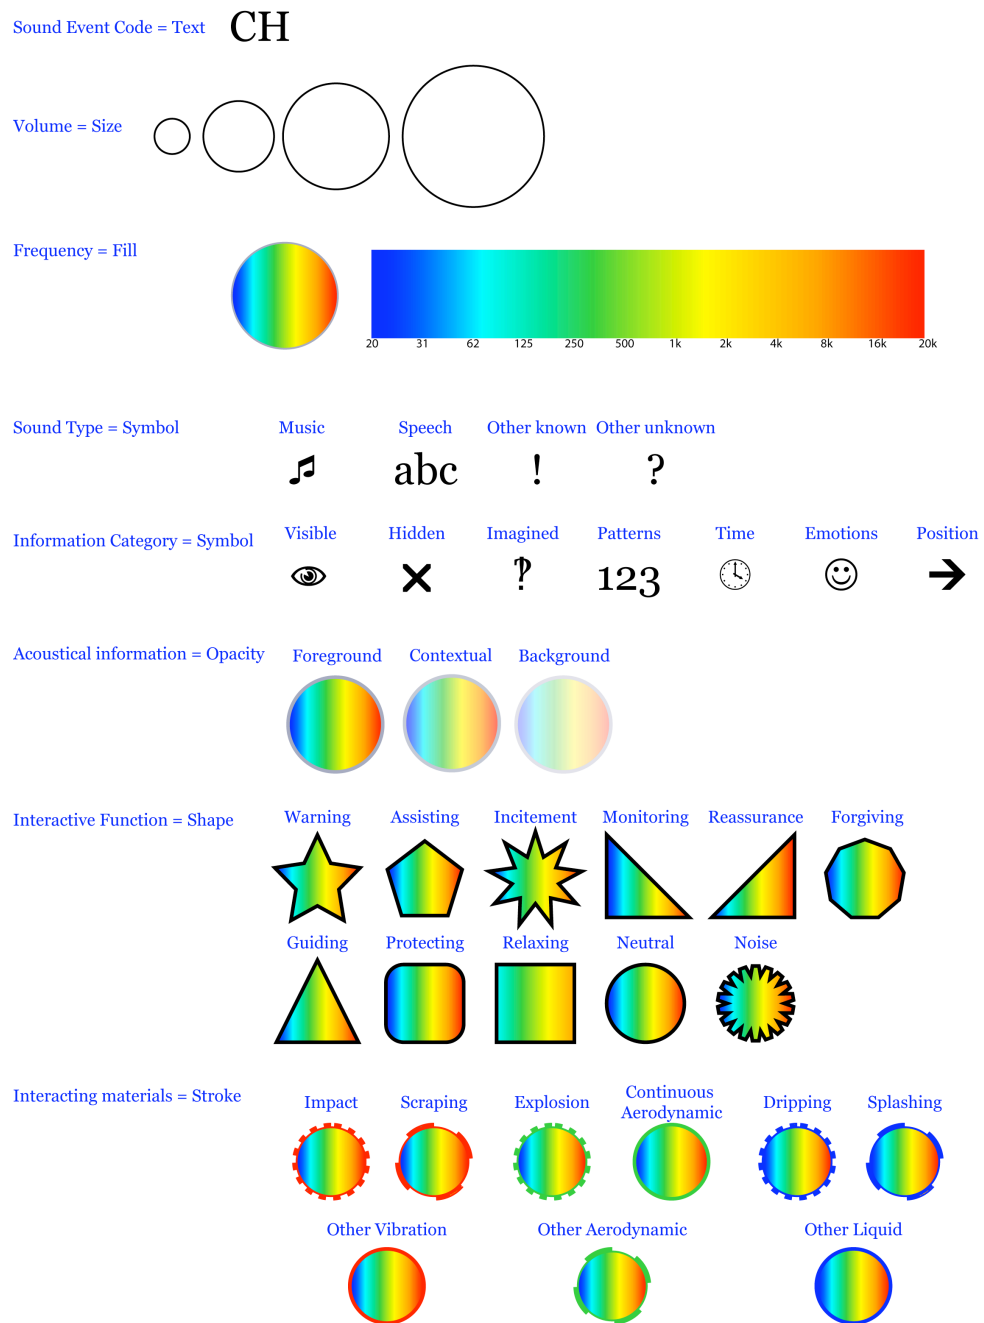 Sound Event Code = Text CH
Volume = Size
Frequency = Fill
20 31 62 125 250 500 1k 2k 4k 8k 16k 20k
Sound Type = Symbol Music Speech Other known Other unknown
abc ! ?
Information Category = Symbol Visible Hidden Imagined Patterns Time Emotions Position
‽ 123
Acoustical information = Opacity Foreground Contextual Background
Interactive Function = Shape Warning Assisting Incitement Monitoring Reassurance Forgiving
Guiding Protecting Relaxing Neutral Noise
Interacting materials = Stroke Impact Scraping Explosion Continuous
Aerodynamic Dripping Splashing
Other Vibration Other Aerodynamic Other Liquid